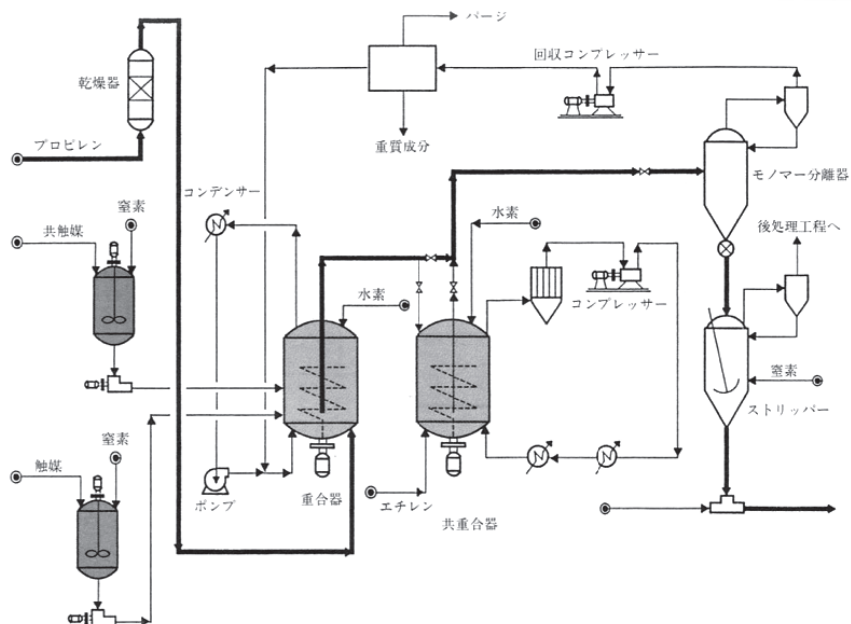 パージ
回収コンプレッサー
乾燥器
重質成分
プロピレン
モノマー分離器
コンデンサー
窒素
水素
共触媒
後処理工程へ
コンプレッサー
水素
窒素
ストリッパー
窒素
触媒
ポンプ
重合器
エチレン
共重合器